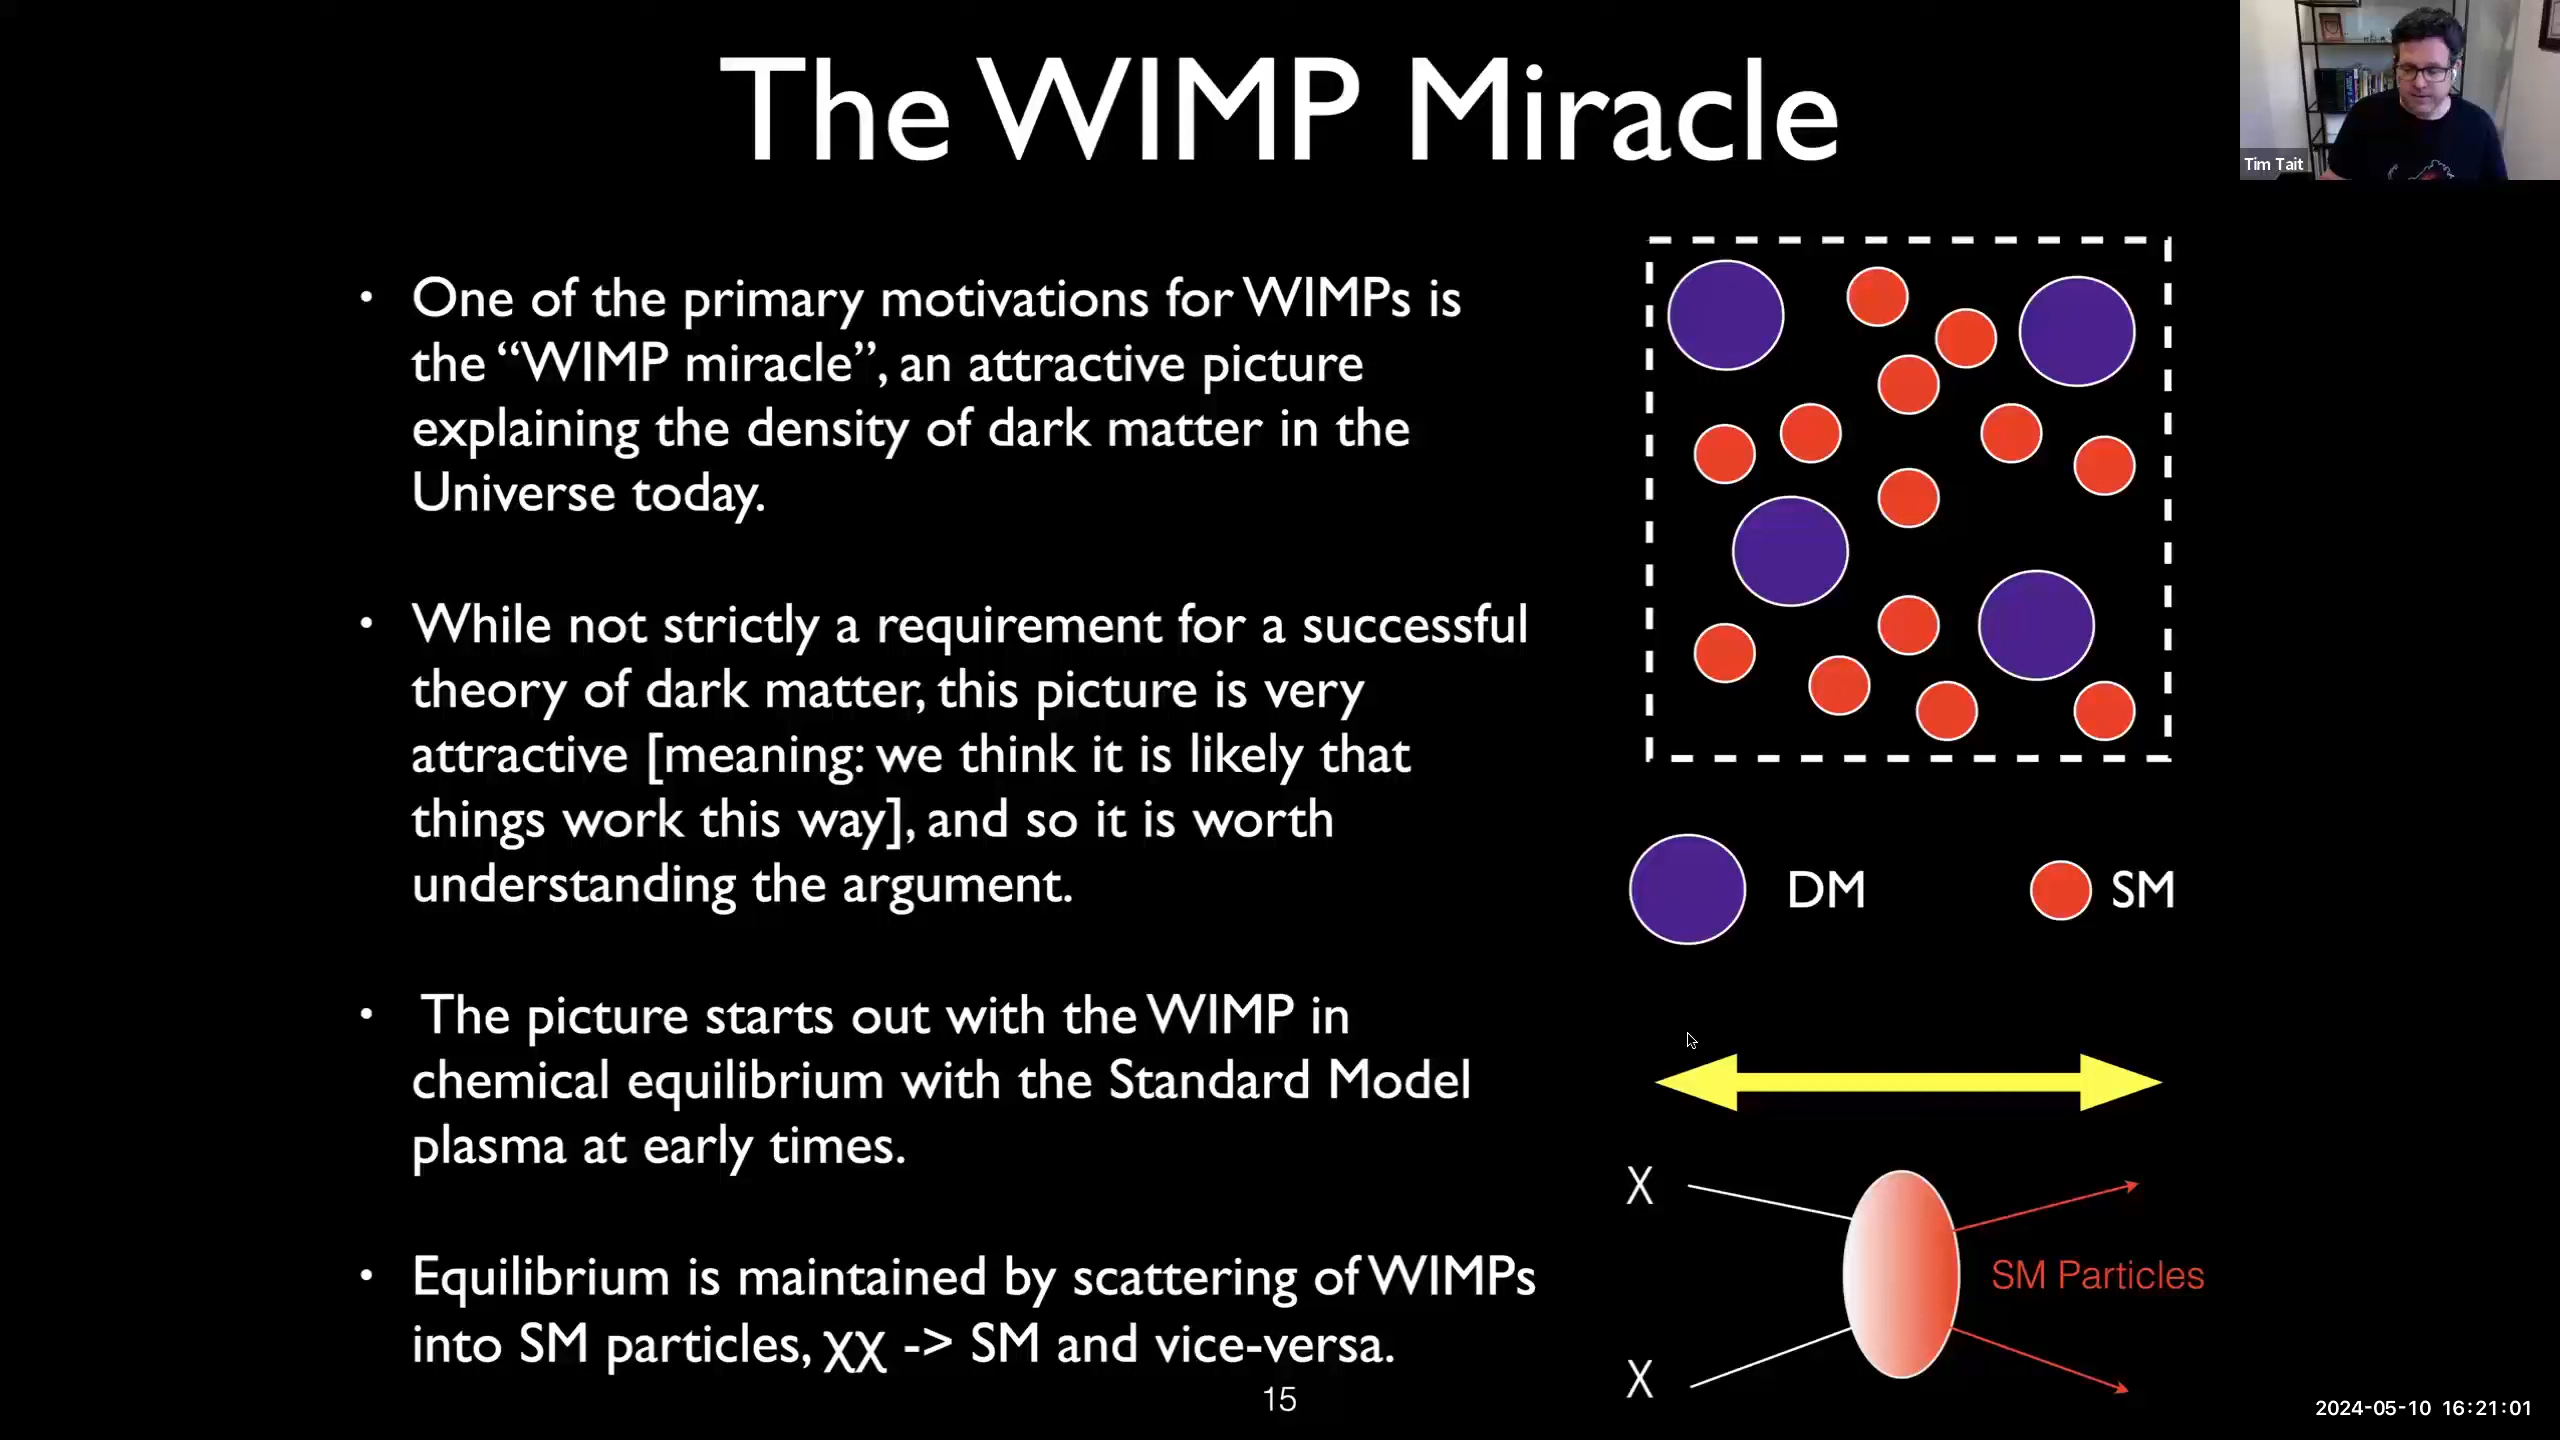 The WIMP Miracle
Tim Tait
• One of the primary motivations for WIMPs is
the “WIMP miracle”, an attractive picture
explaining the density of dark matter in the
Universe today.
• While not strictly a requirement for a successful
theory of dark matter, this picture is very
attractive [meaning: we think it is likely that
things work this way], and so it is worth
understanding the argument.
• The picture starts out with the WIMP in
chemical equilibrium with the Standard Model
plasma at early times.
• Equilibrium is maintained by scattering of WIMPs
into SM particles, χχ -> SM and vice-versa.
DM
SM
χ
SM Particles
χ
15
2024-05-10 16:21:01